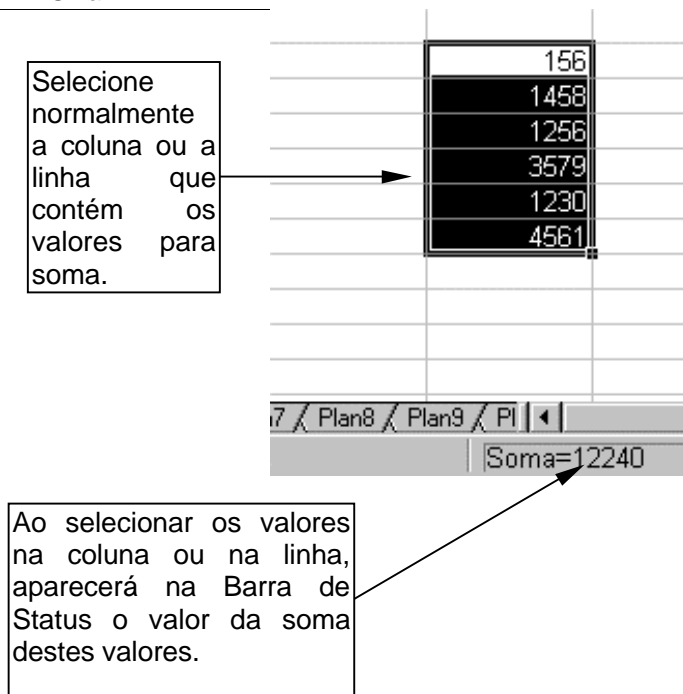 156
Selecione
normalmente
a coluna ou a
linha que
contém os
valores para
soma.
1458
1256
3579
1230
4561
Plan8 Plan9 Pl
Soma=12240
Ao selecionar os valores
na coluna ou na linha,
aparecerá na Barra de
Status o valor da soma
destes valores.